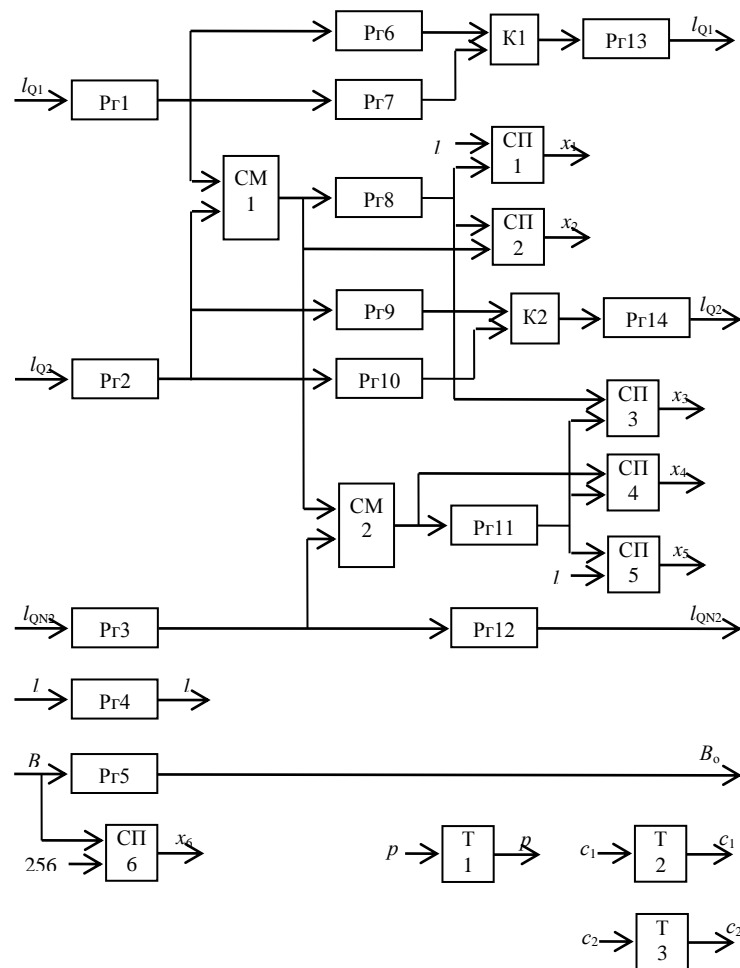 Рг6
К1
Рг13
lQ1
lQ1
Рг1
Рг7
l
СП
1
x1
СМ
1
Рг8
СП
2
x2
Рг9
К2
Рг14
lQ2
lQ2
Рг2
Рг10
СП
3
x3
СМ
2
Рг11
СП
4
x4
l
СП
5
x5
lQN2
Рг3
Рг12
lQN2
l
Рг4
l
B
Рг5
Bo
256
СП
6
x6
p
Т
1
p
c1
Т
2
c1
c2
Т
3
c2